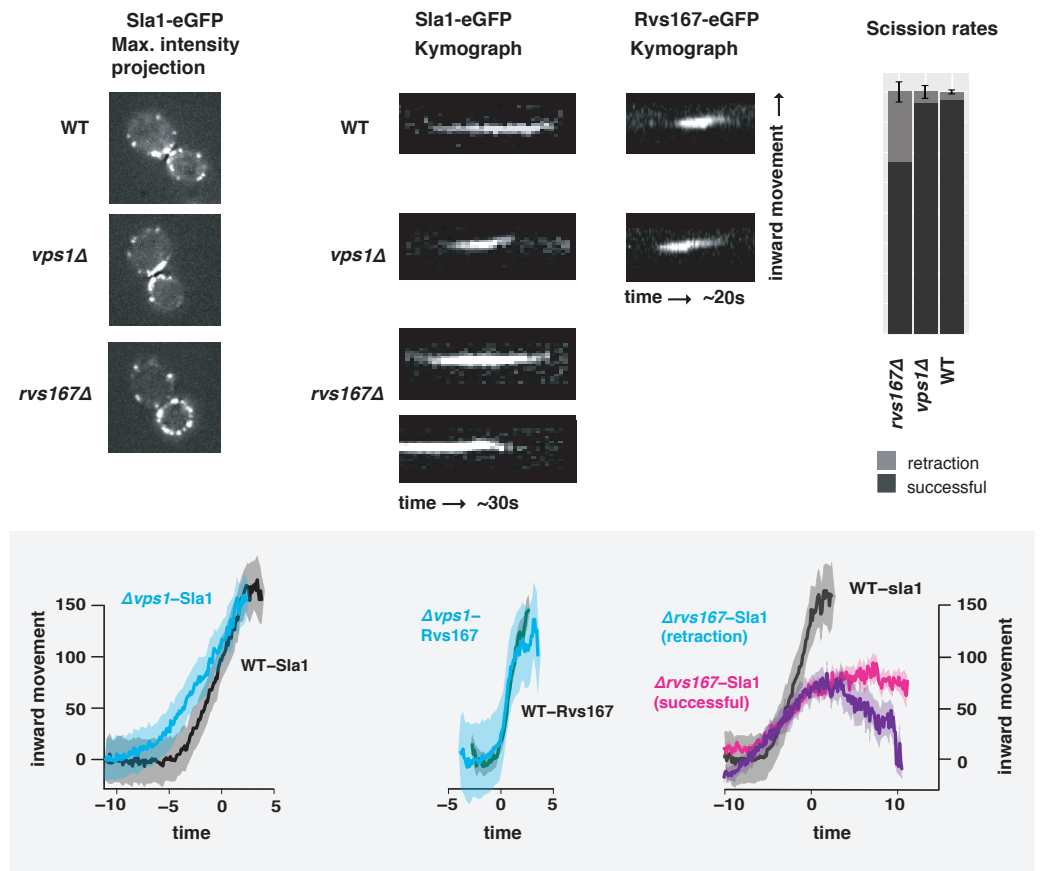 Sla1-eGFP
Max. intensity
projection
Sla1-eGFP
Kymograph
Rvs167-eGFP
Kymograph
Scission rates
WT
WT
inward movement →
vps1Δ
vps1Δ
time → ~20s
rvs167Δ
rvs167Δ
time → ~30s
rvs167Δ
vps1Δ
WT
retraction
successful
inward movement
150
100
50
0
Δvps1–Sla1
WT–Sla1
−10
−5
0
5
time
Δvps1–
Rvs167
WT–Rvs167
−5
0
5
time
WT–sla1
Δrvs167–Sla1
(retraction)
Δrvs167–Sla1
(successful)
150
100
50
0
inward movement
−10
0
10
time